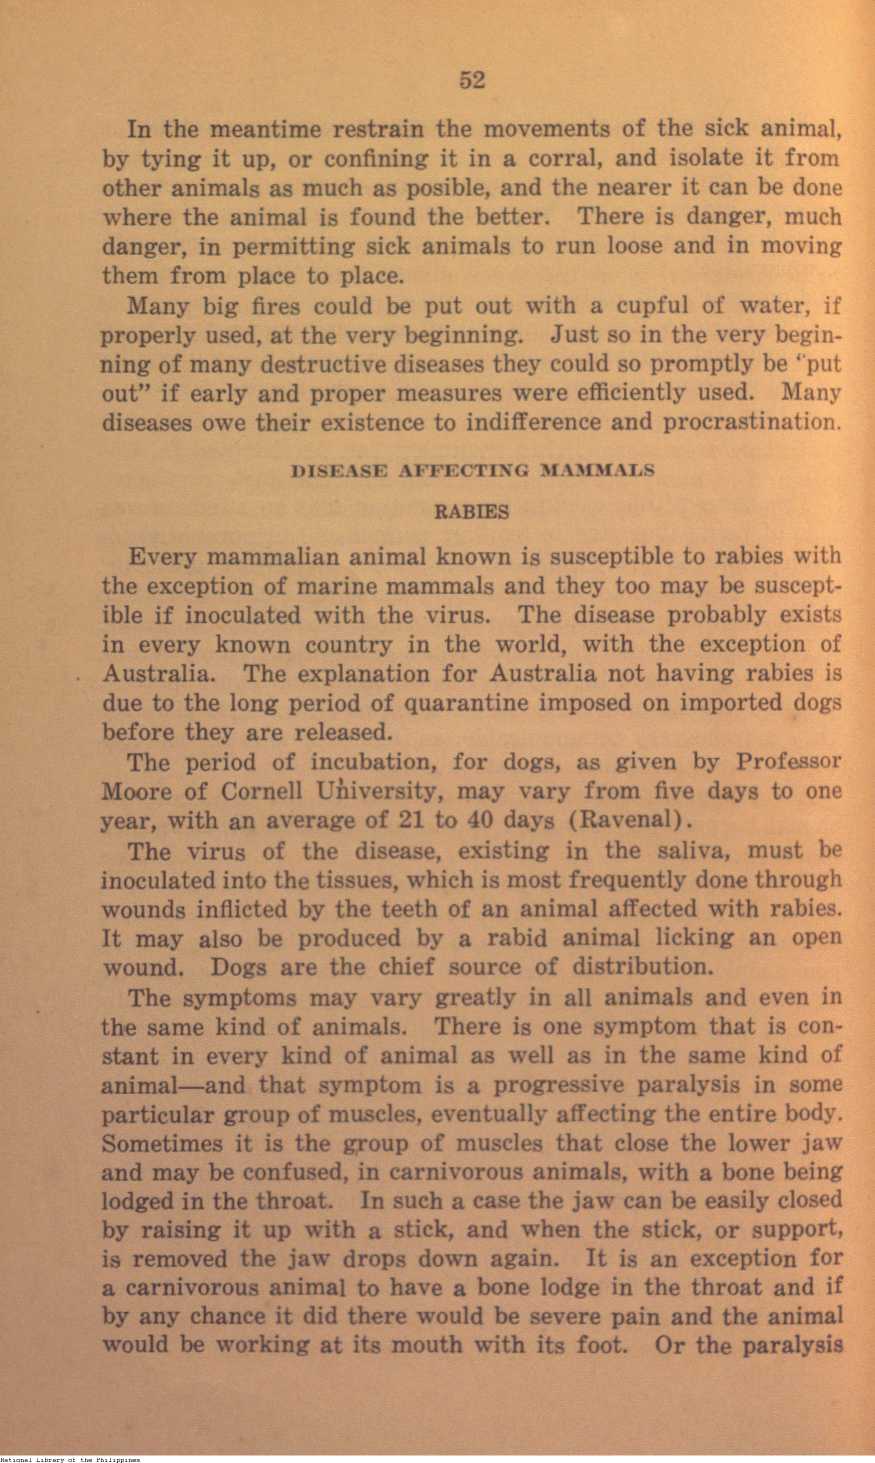 52
In the meantime restrain the movements of the sick animal,
by tying it up, or confining it in a corral, and isolate it from
other animals as much as posible, and the nearer it can be done
where the animal is found the better. There is danger, much
danger, in permitting sick animals to run loose and in moving
them from place to place.
Many big fires could be put out with a cupful of water, if
properly used, at the very beginning. Just so in the very begin-
ning of many destructive diseases they could so promptly be “put
out” if early and proper measures were efficiently used. Many
diseases owe their existence to indifference and procrastination.
DISEASE AFFECTING MAMMALS
RABIES
Every mammalian animal known is susceptible to rabies with
the exception of marine mammals and they too may be suscept-
ible if inoculated with the virus. The disease probably exists
in every known country in the world, with the exception of
Australia. The explanation for Australia not having rabies is
due to the long period of quarantine imposed on imported dogs
before they are released.
The period of incubation, for dogs, as given by Professor
Moore of Cornell University, may vary from five days to one
year, with an average of 21 to 40 days (Ravenal).
The virus of the disease, existing in the saliva, must be
inoculated into the tissues, which is most frequently done through
wounds inflicted by the teeth of an animal affected with rabies.
It may also be produced by a rabid animal licking an open
wound. Dogs are the chief source of distribution.
The symptoms may vary greatly in all animals and even in
the same kind of animals. There is one symptom that is con-
stant in every kind of animal as well as in the same kind of
animal—and that symptom is a progressive paralysis in some
particular group of muscles, eventually affecting the entire body.
Sometimes it is the group of muscles that close the lower jaw
and may be confused, in carnivorous animals, with a bone being
lodged in the throat. In such a case the jaw can be easily closed
by raising it up with a stick, and when the stick, or support,
is removed the jaw drops down again. It is an exception for
a carnivorous animal to have a bone lodge in the throat and if
by any chance it did there would be severe pain and the animal
would be working at its mouth with its foot. Or the paralysis
National Library of the Philippines